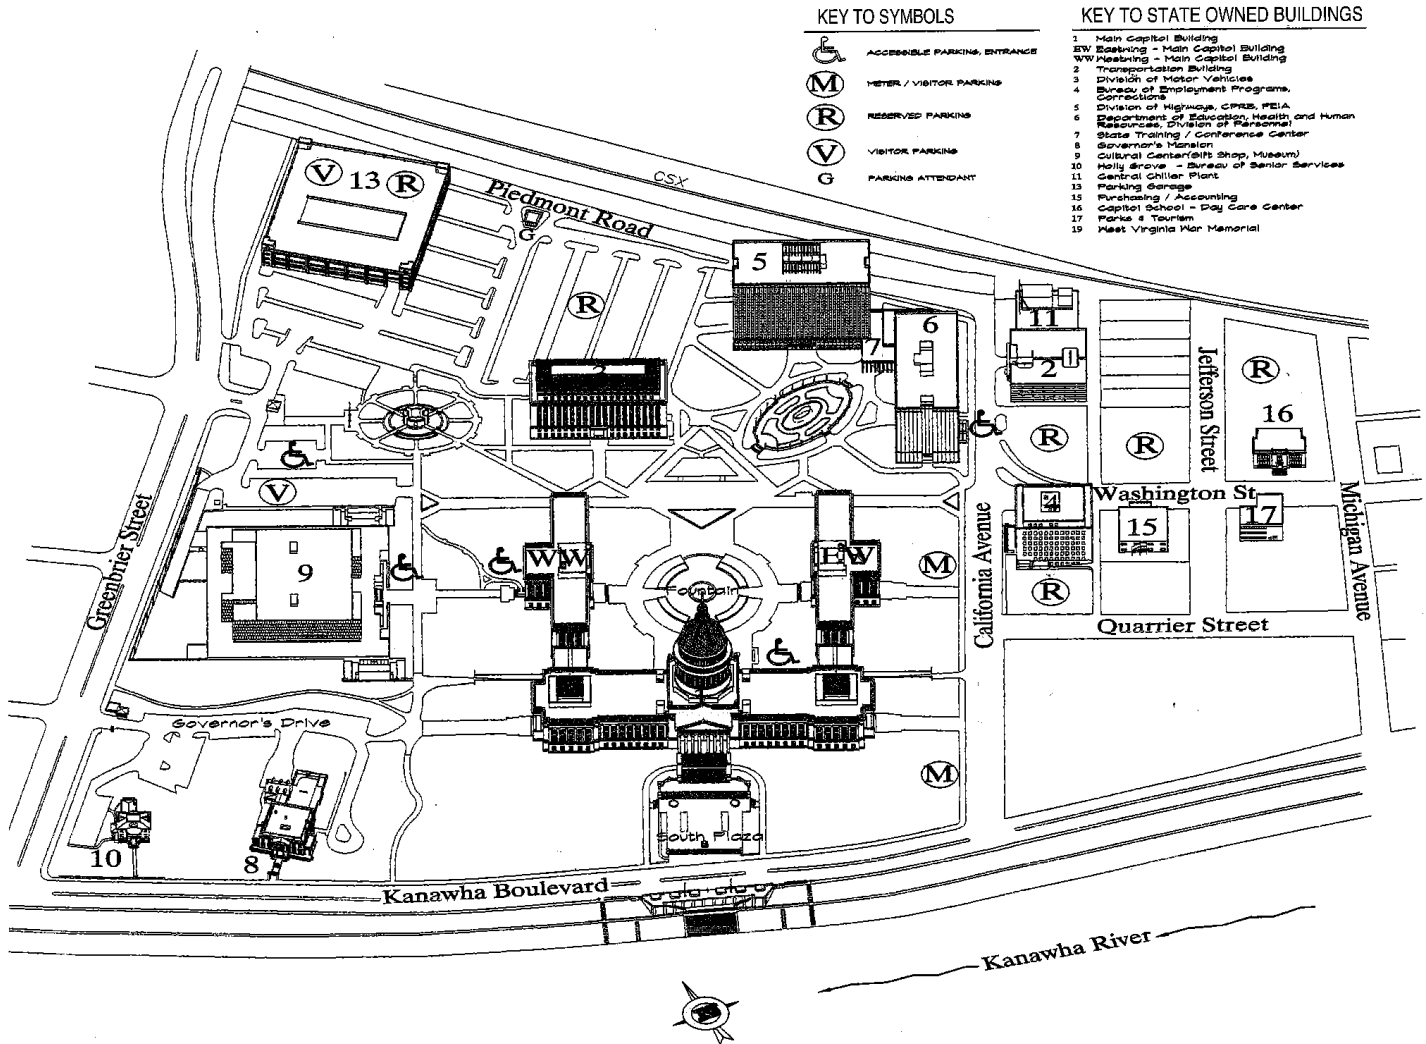 KEY TO SYMBOLS
ACCESSIBLE PARKING, ENTRANCE
M METER / VISITOR PARKING
R RESERVED PARKING
V VISITOR PARKING
G PARKING ATTENDANT
KEY TO STATE OWNED BUILDINGS
1 Main Capitol Building
EW Eastwing - Main Capitol Building
WW Westwing - Main Capitol Building
2 Transportation Building
3 Division of Motor Vehicles
4 Bureau of Employment Programs,
Corrections
5 Division of Highways, CPRB, PEIA
6 Department of Education, Health and Human
Resources, Division of Personnel
7 State Training / Conference Center
8 Governor's Mansion
9 Cultural Center(Gift Shop, Museum)
10 Holly Grove - Bureau of Senior Services
11 Central Chiller Plant
13 Parking Garage
15 Purchasing / Accounting
16 Capitol School - Day Care Center
17 Parks & Tourism
19 West Virginia War Memorial
CSX
V 13 R
Piedmont Road
G
5
R
6
11
7
2
Jefferson Street
R
16
R
R
V
Washington St
4
15
17
Greenbrier Street
California Avenue
Michigan Avenue
9
WW
EW
M
R
Fountain
Quarrier Street
Governor's Drive
M
South Plaza
10
8
Kanawha Boulevard
Kanawha River